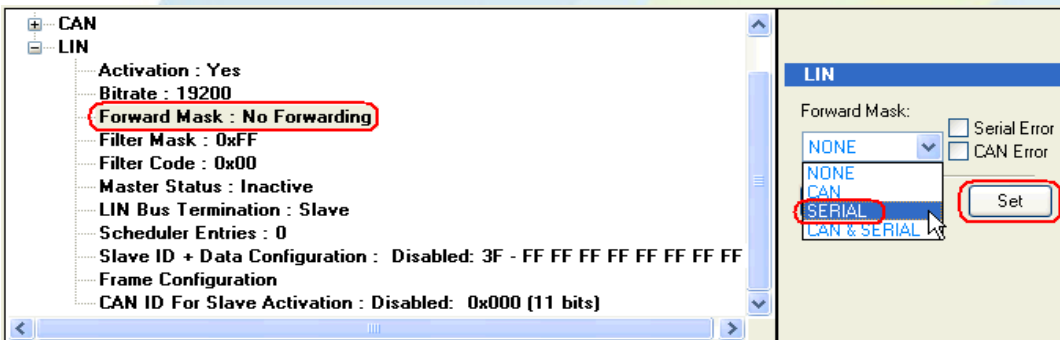 CAN
LIN
Activation : Yes
Bitrate : 19200
Forward Mask : No Forwarding
Filter Mask : 0xFF
Filter Code : 0x00
Master Status : Inactive
LIN Bus Termination : Slave
Scheduler Entries : 0
Slave ID + Data Configuration :  Disabled: 3F - FF FF FF FF FF FF FF FF
Frame Configuration
CAN ID For Slave Activation : Disabled:  0x000 (11 bits)
LIN
Forward Mask:
Serial Error
NONE
CAN Error
NONE
CAN
SERIAL
Set
CAN & SERIAL